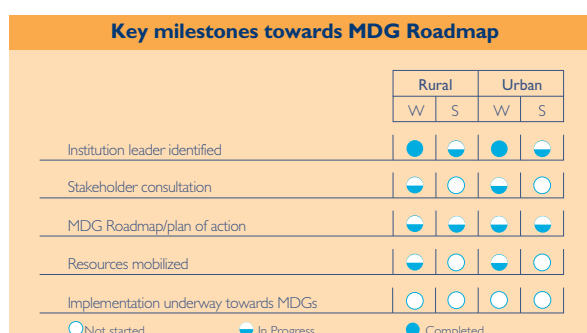 Key milestones towards MDG Roadmap
Rural Urban
W S W S
Institution leader identified
Stakeholder consultation
MDG Roadmap/plan of action
Resources mobilized
Implementation underway towards MDGs
Not started In Progress Completed